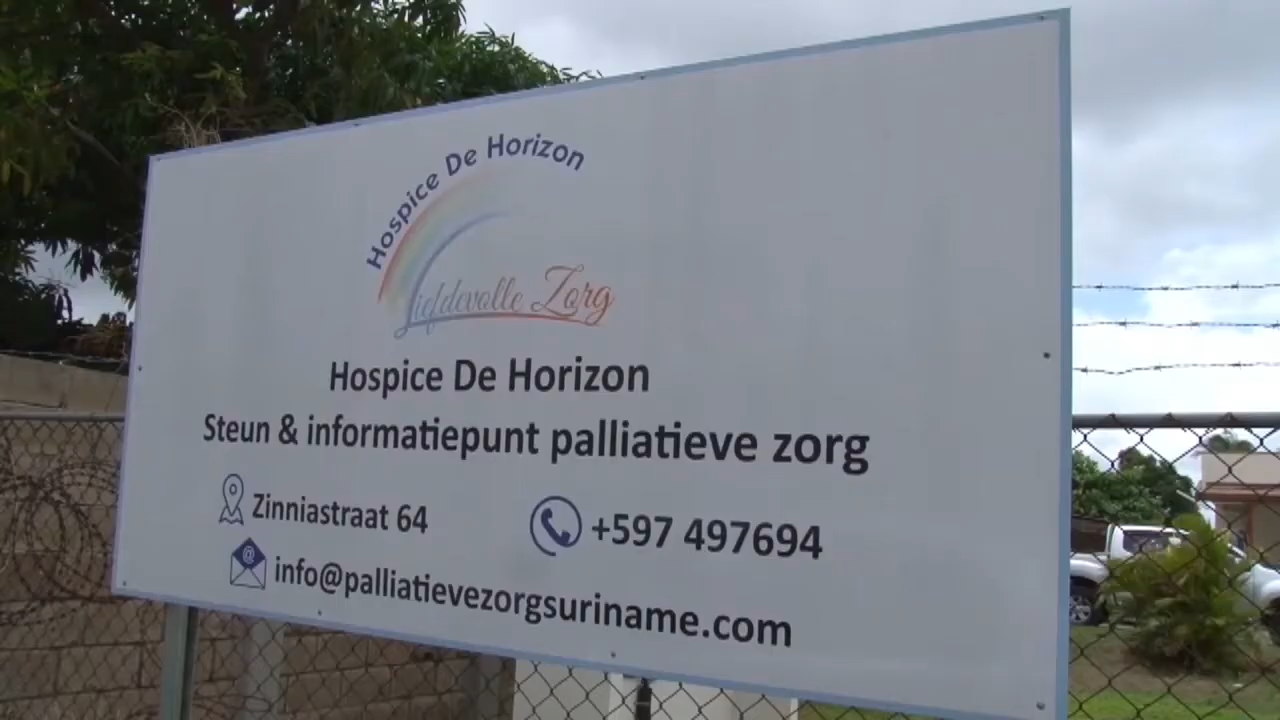 Hospice De Horizon
Liefdevolle Zorg
Hospice De Horizon
Steun & informatiepunt palliatieve zorg
Zinniastraat 64
+597 497694
info@palliatievezorgsuriname.com